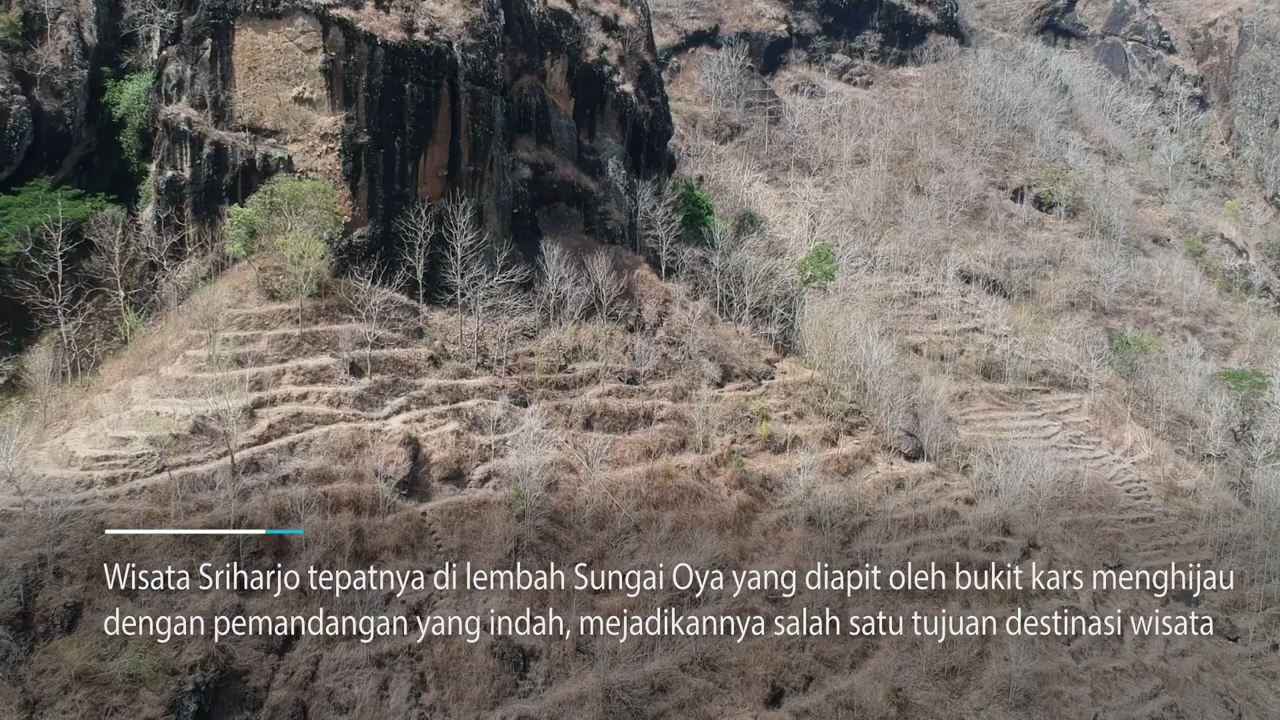 Wisata Sriharjo tepatnya di lembah Sungai Oya yang diapit oleh bukit kars menghijau
dengan pemandangan yang indah, mejadikannya salah satu tujuan destinasi wisata